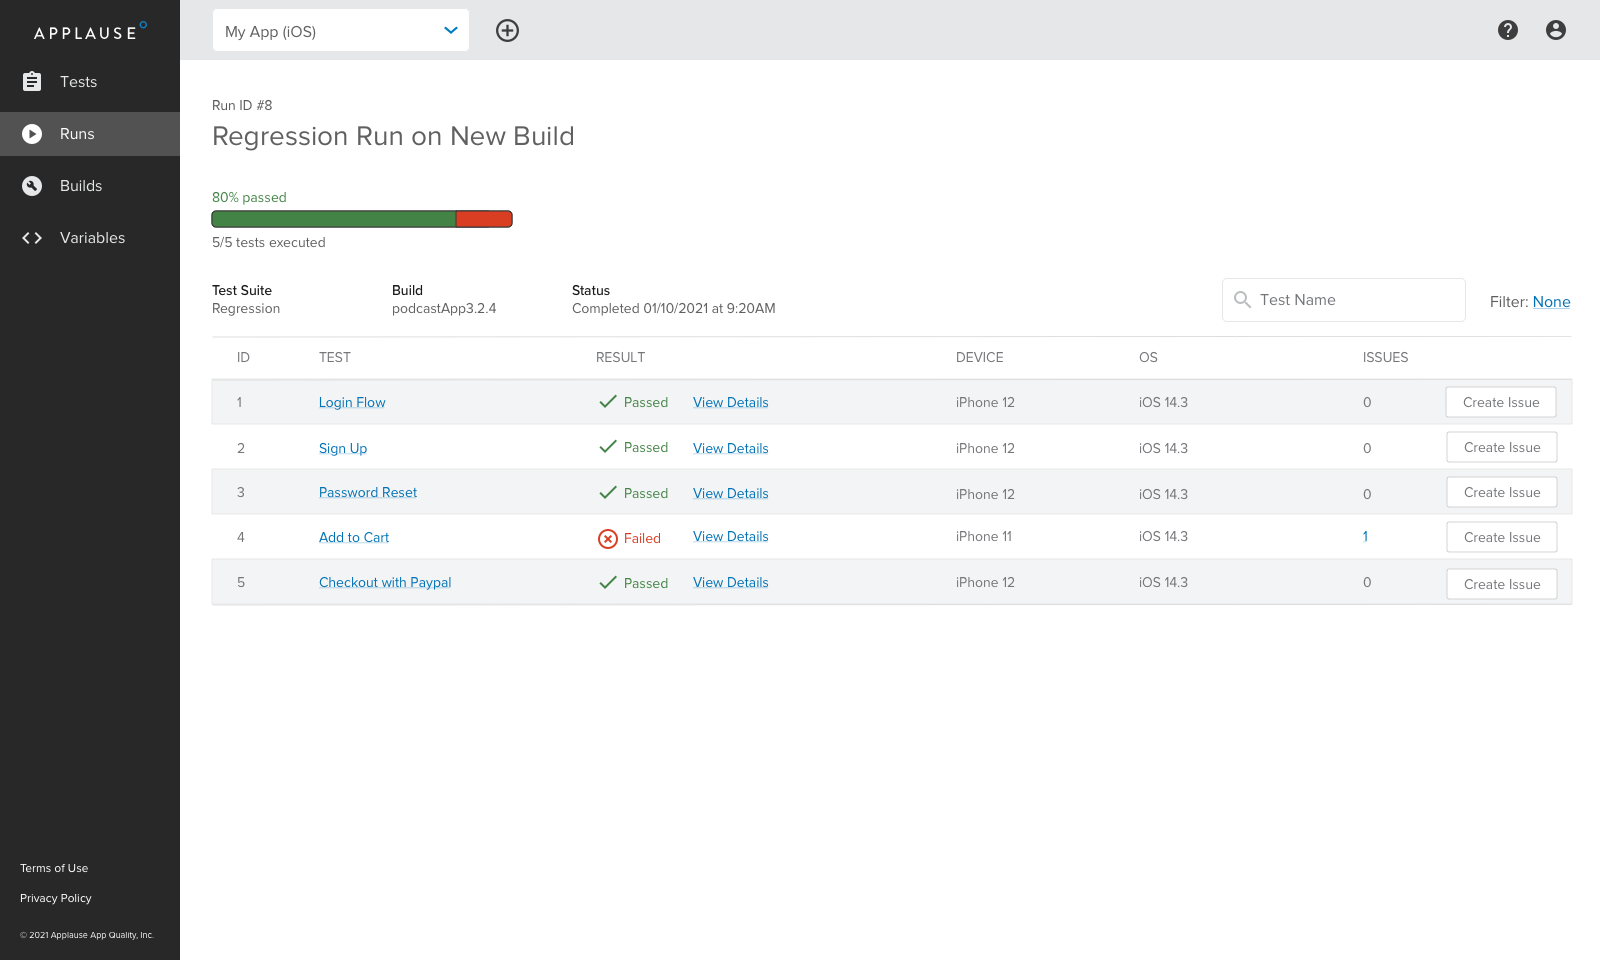 APPLAUSE
My App (iOS)
Tests
Runs
Builds
Variables
Run ID #8
Regression Run on New Build
80% passed
5/5 tests executed
Test Suite Build Status
Regression podcastApp3.2.4 Completed 01/10/2021 at 9:20AM
Test Name Filter: None
ID TEST RESULT DEVICE OS ISSUES
1 Login Flow Passed View Details iPhone 12 iOS 14.3 0 Create Issue
2 Sign Up Passed View Details iPhone 12 iOS 14.3 0 Create Issue
3 Password Reset Passed View Details iPhone 12 iOS 14.3 0 Create Issue
4 Add to Cart Failed View Details iPhone 11 iOS 14.3 1 Create Issue
5 Checkout with Paypal Passed View Details iPhone 12 iOS 14.3 0 Create Issue
Terms of Use
Privacy Policy
© 2021 Applause App Quality, Inc.